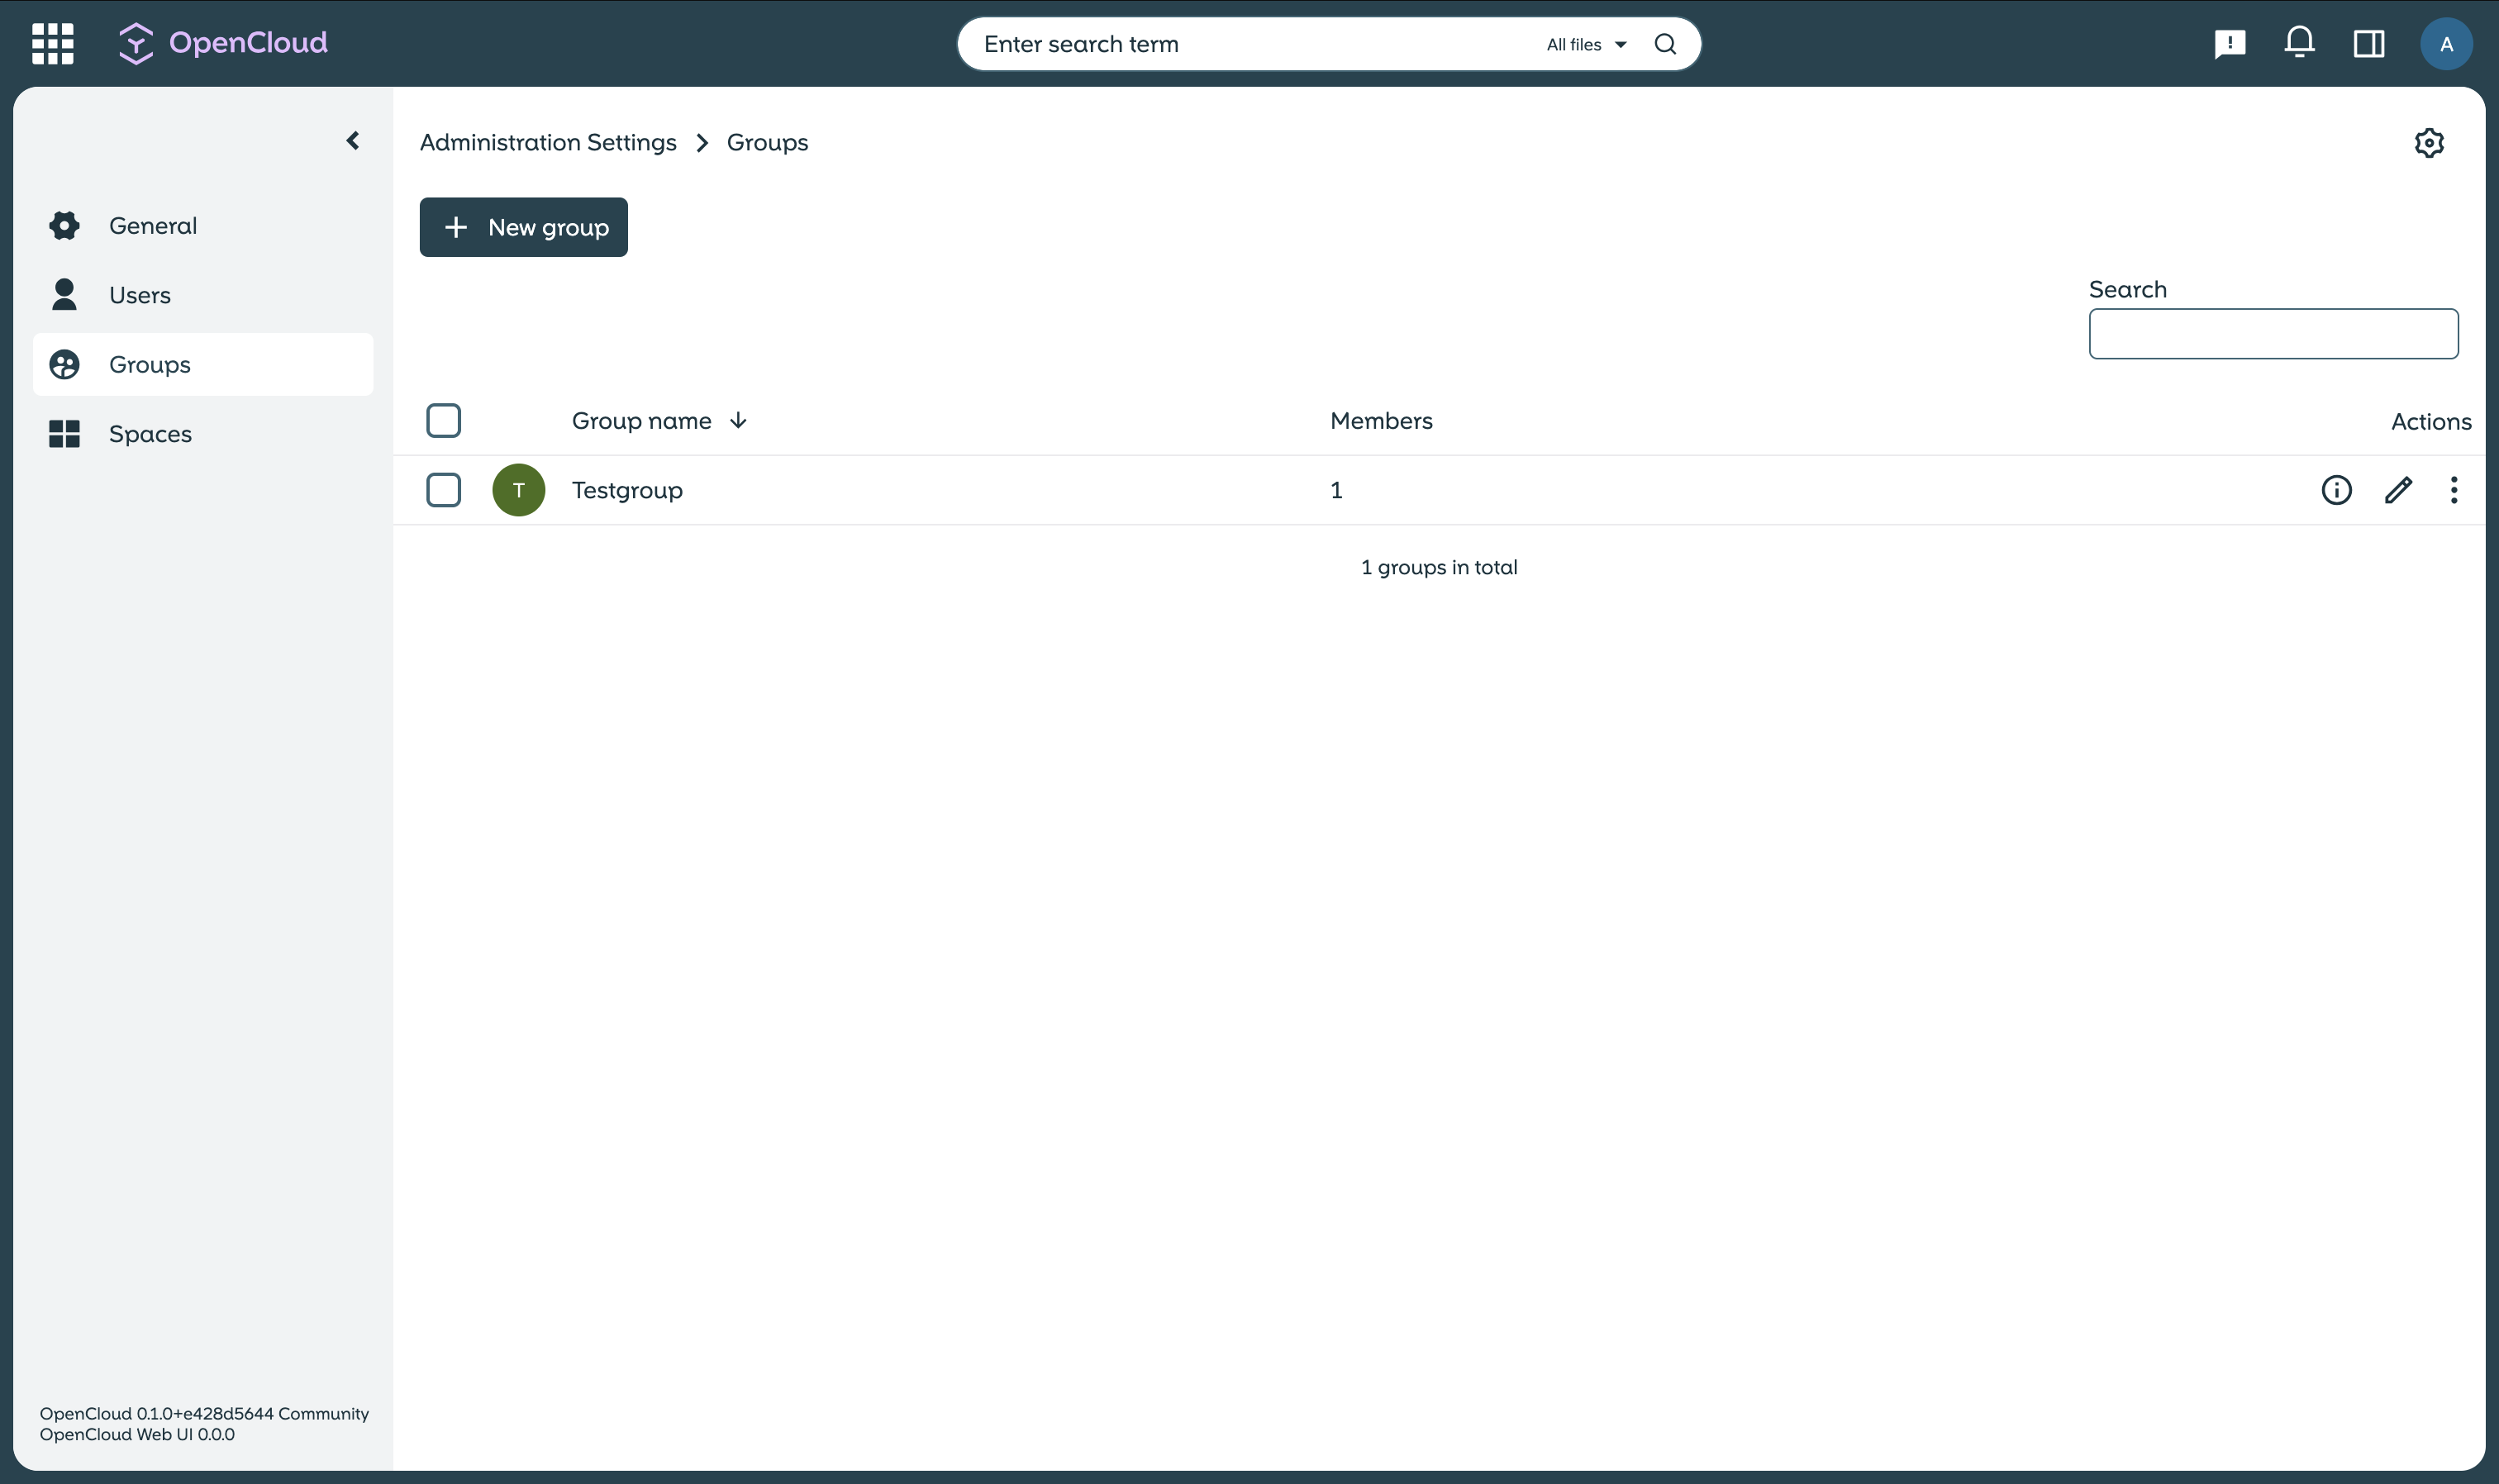 OpenCloud
Enter search term
All files
A
Administration Settings > Groups
General
Users
Groups
Spaces
New group
Search
Group name
Members
Actions
T
Testgroup
1
1 groups in total
OpenCloud 0.1.0+e428d5644 Community
OpenCloud Web UI 0.0.0